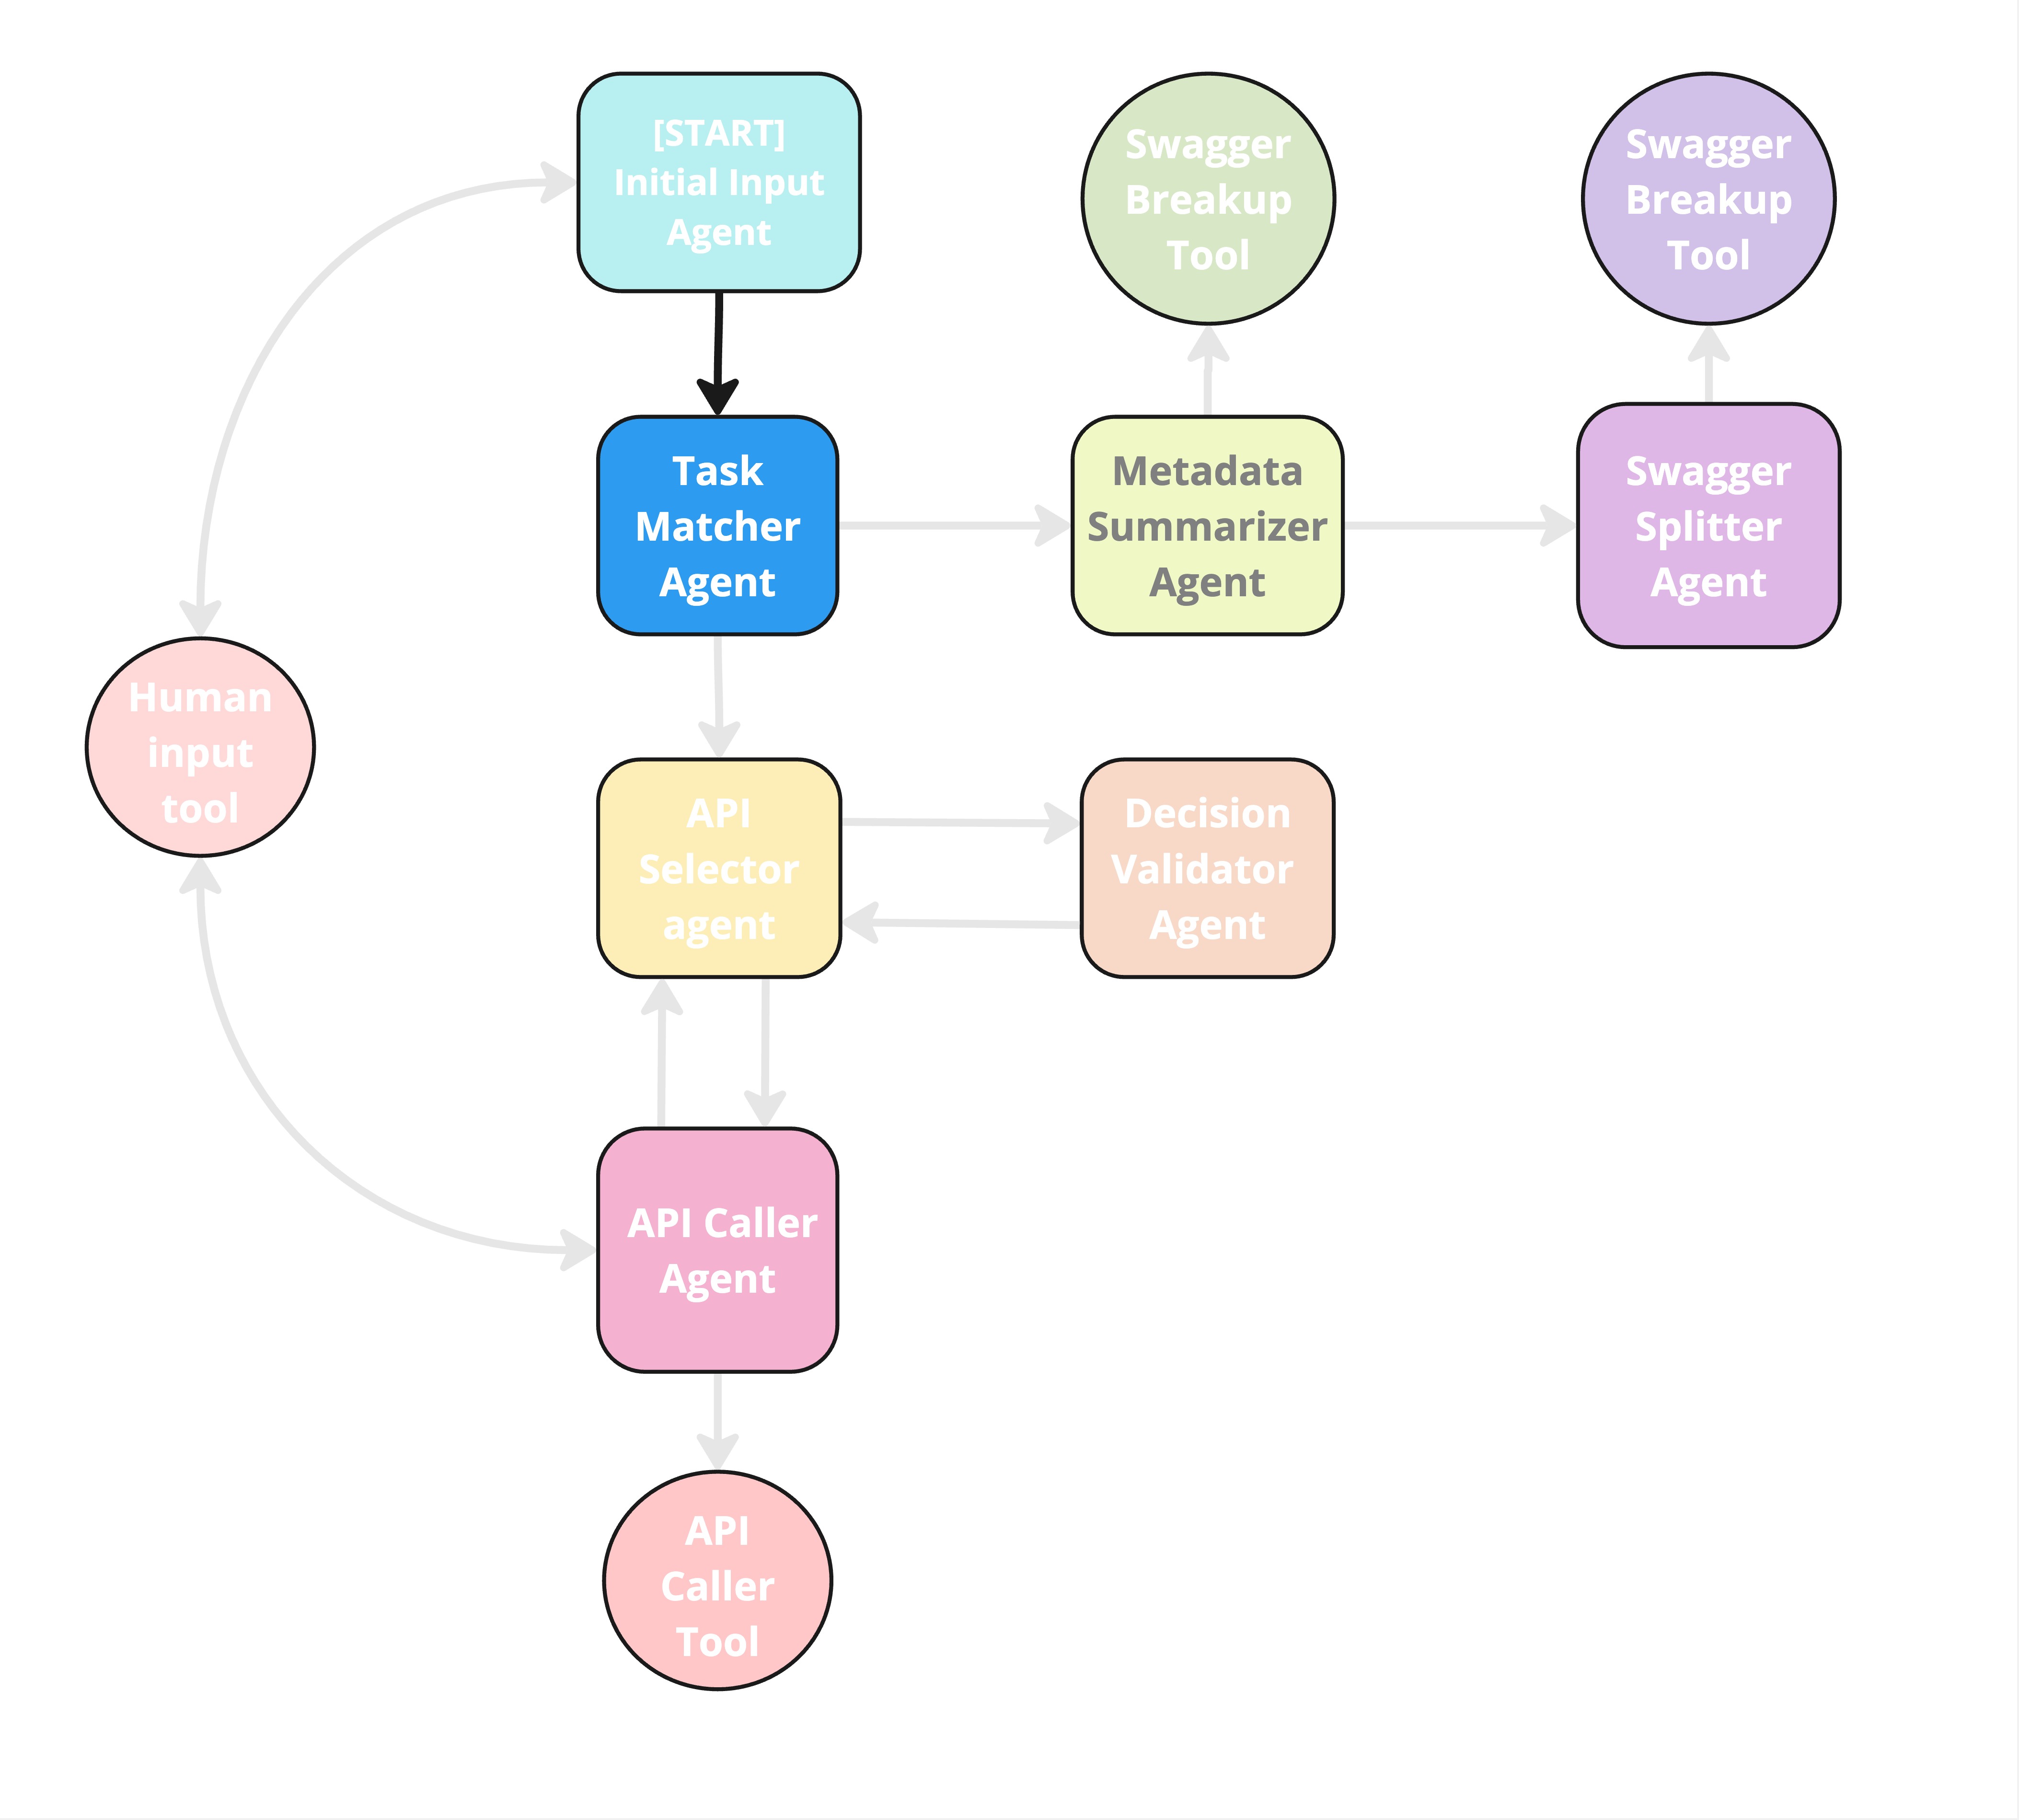 [START]
Initial Input
Agent
Swagger
Breakup
Tool
Swagger
Breakup
Tool
Task
Matcher
Agent
Metadata
Summarizer
Agent
Swagger
Splitter
Agent
Human
input
tool
API
Selector
agent
Decision
Validator
Agent
API Caller
Agent
API
Caller
Tool